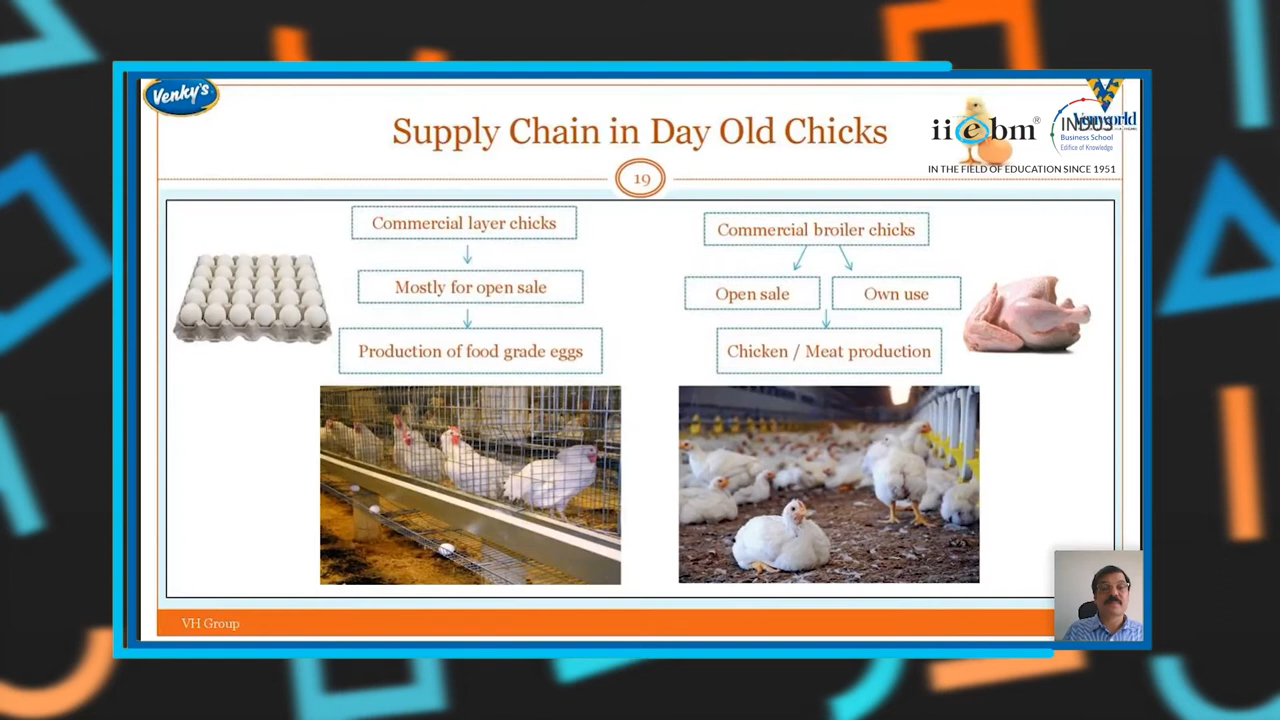 Venky's
Supply Chain in Day Old Chicks
iiebm®
INDUS
Business School
Edifice of Knowledge
IN THE FIELD OF EDUCATION SINCE 1951
19
Commercial layer chicks
Mostly for open sale
Production of food grade eggs
Commercial broiler chicks
Open sale
Own use
Chicken / Meat production
VH Group